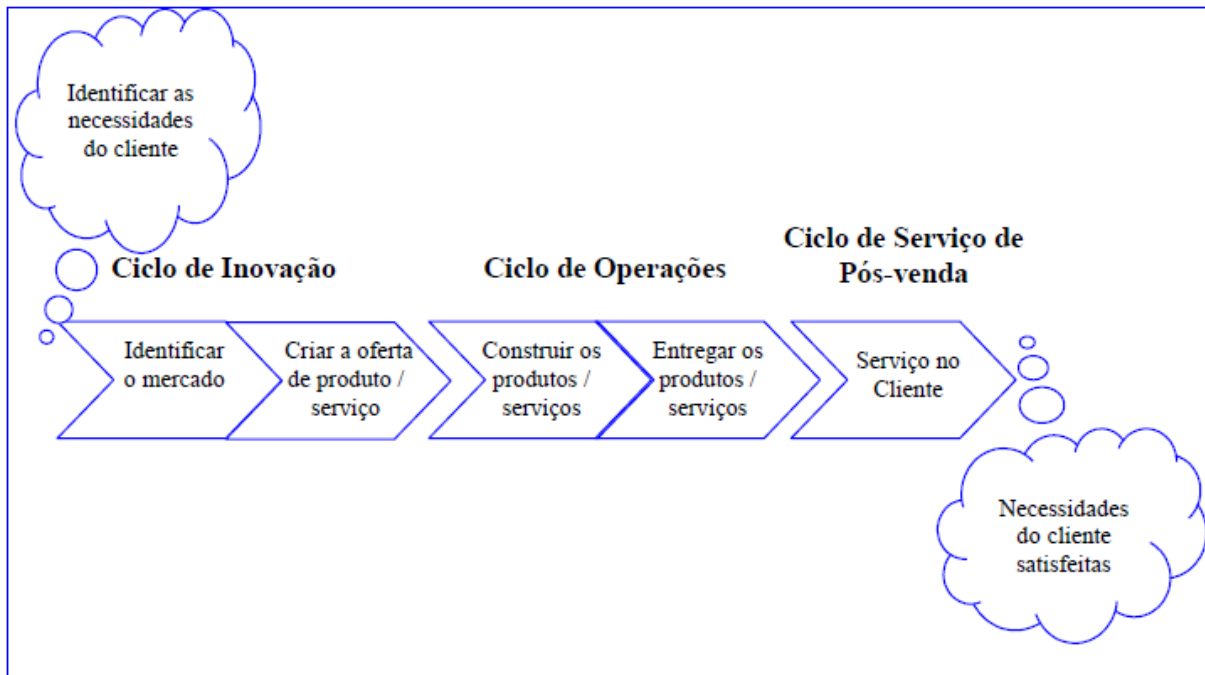 Identificar as
necessidades
do cliente
Ciclo de Inovação
Ciclo de Operações
Ciclo de Serviço de
Pós-venda
Identificar
o mercado
Criar a oferta
de produto /
serviço
Construir os
produtos /
serviços
Entregar os
produtos /
serviços
Serviço no
Cliente
Necessidades
do cliente
satisfeitas